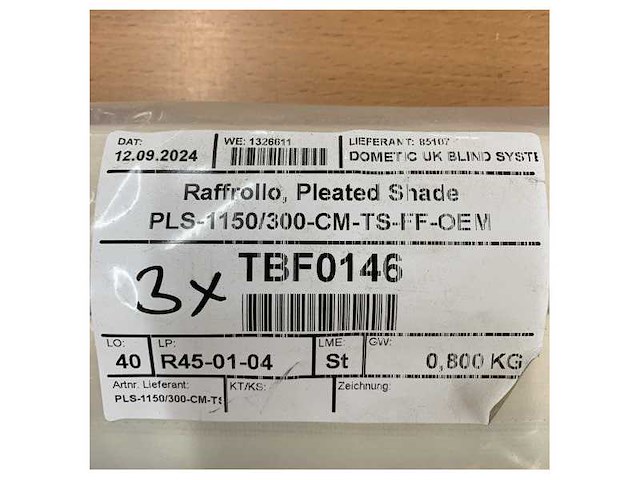 DAT: WE: 1326611 LIEFERANT: 85107
12.09.2024 DOMETIC UK BLIND SYSTE
Raffrollo, Pleated Shade
PLS-1150/300-CM-TS-FF-OEM
3x TBF0146
LO: LP: LME: GW:
40 R45-01-04 St 0,800 KG
Artnr. Lieferant: KT/KS: Zeichnung:
PLS-1150/300-CM-TS